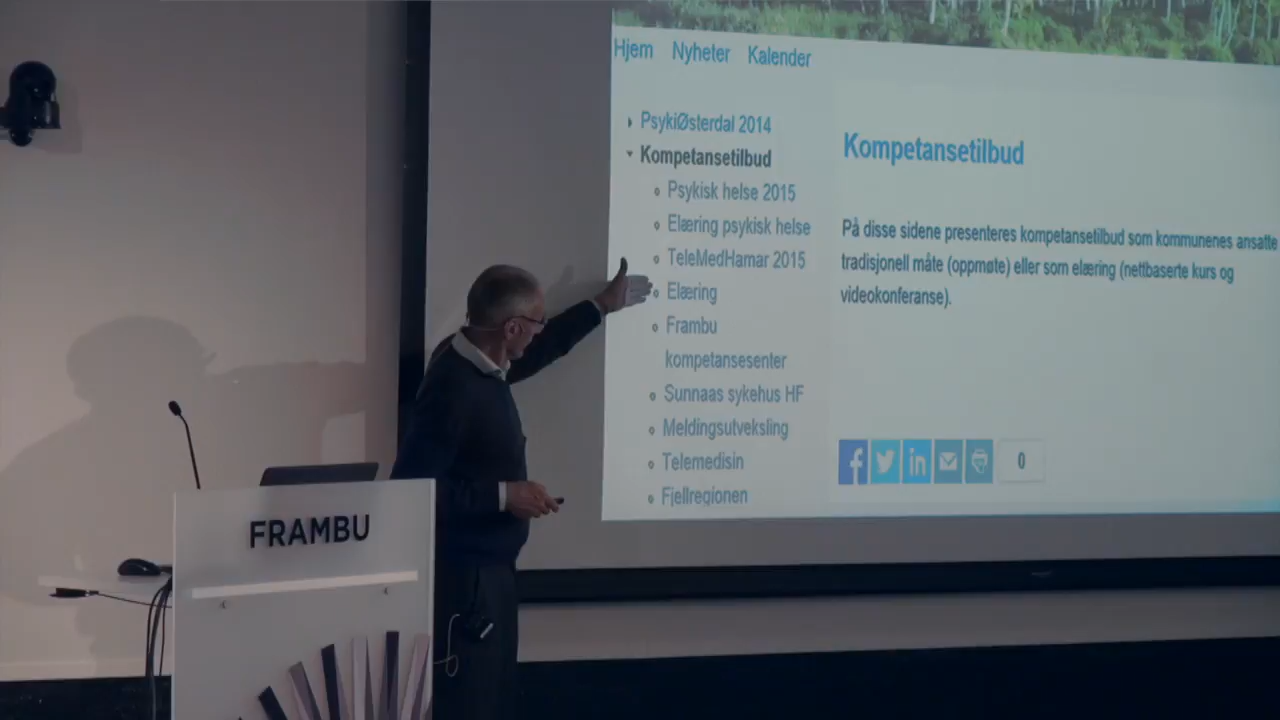 Hjem Nyheter Kalender
PsykiØsterdal 2014
Kompetansetilbud
Psykisk helse 2015
Elæring psykisk helse
TeleMedHamar 2015
Elæring
Frambu
kompetansesenter
Sunnaas sykehus HF
Meldingsutveksling
Telemedisin
Fjellregionen
Kompetansetilbud
På disse sidene presenteres kompetansetilbud som kommunenes ansatte
tradisjonell måte (oppmøte) eller som elæring (nettbaserte kurs og
videokonferanse).
f in 0
FRAMBU